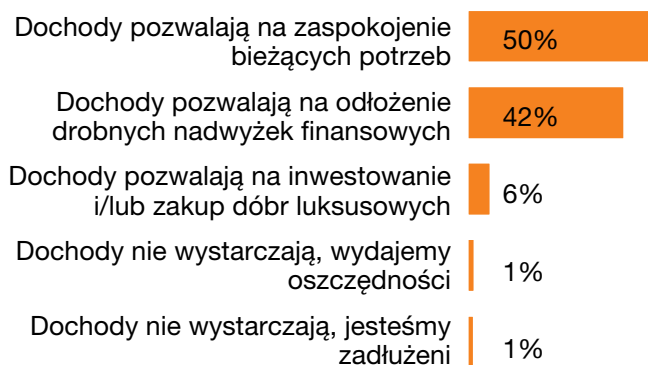 Dochody pozwalają na zaspokojenie
bieżących potrzeb
50%
Dochody pozwalają na odłożenie
drobnych nadwyżek finansowych
42%
Dochody pozwalają na inwestowanie
i/lub zakup dóbr luksusowych
6%
Dochody nie wystarczają, wydajemy
oszczędności
1%
Dochody nie wystarczają, jesteśmy
zadłużeni
1%